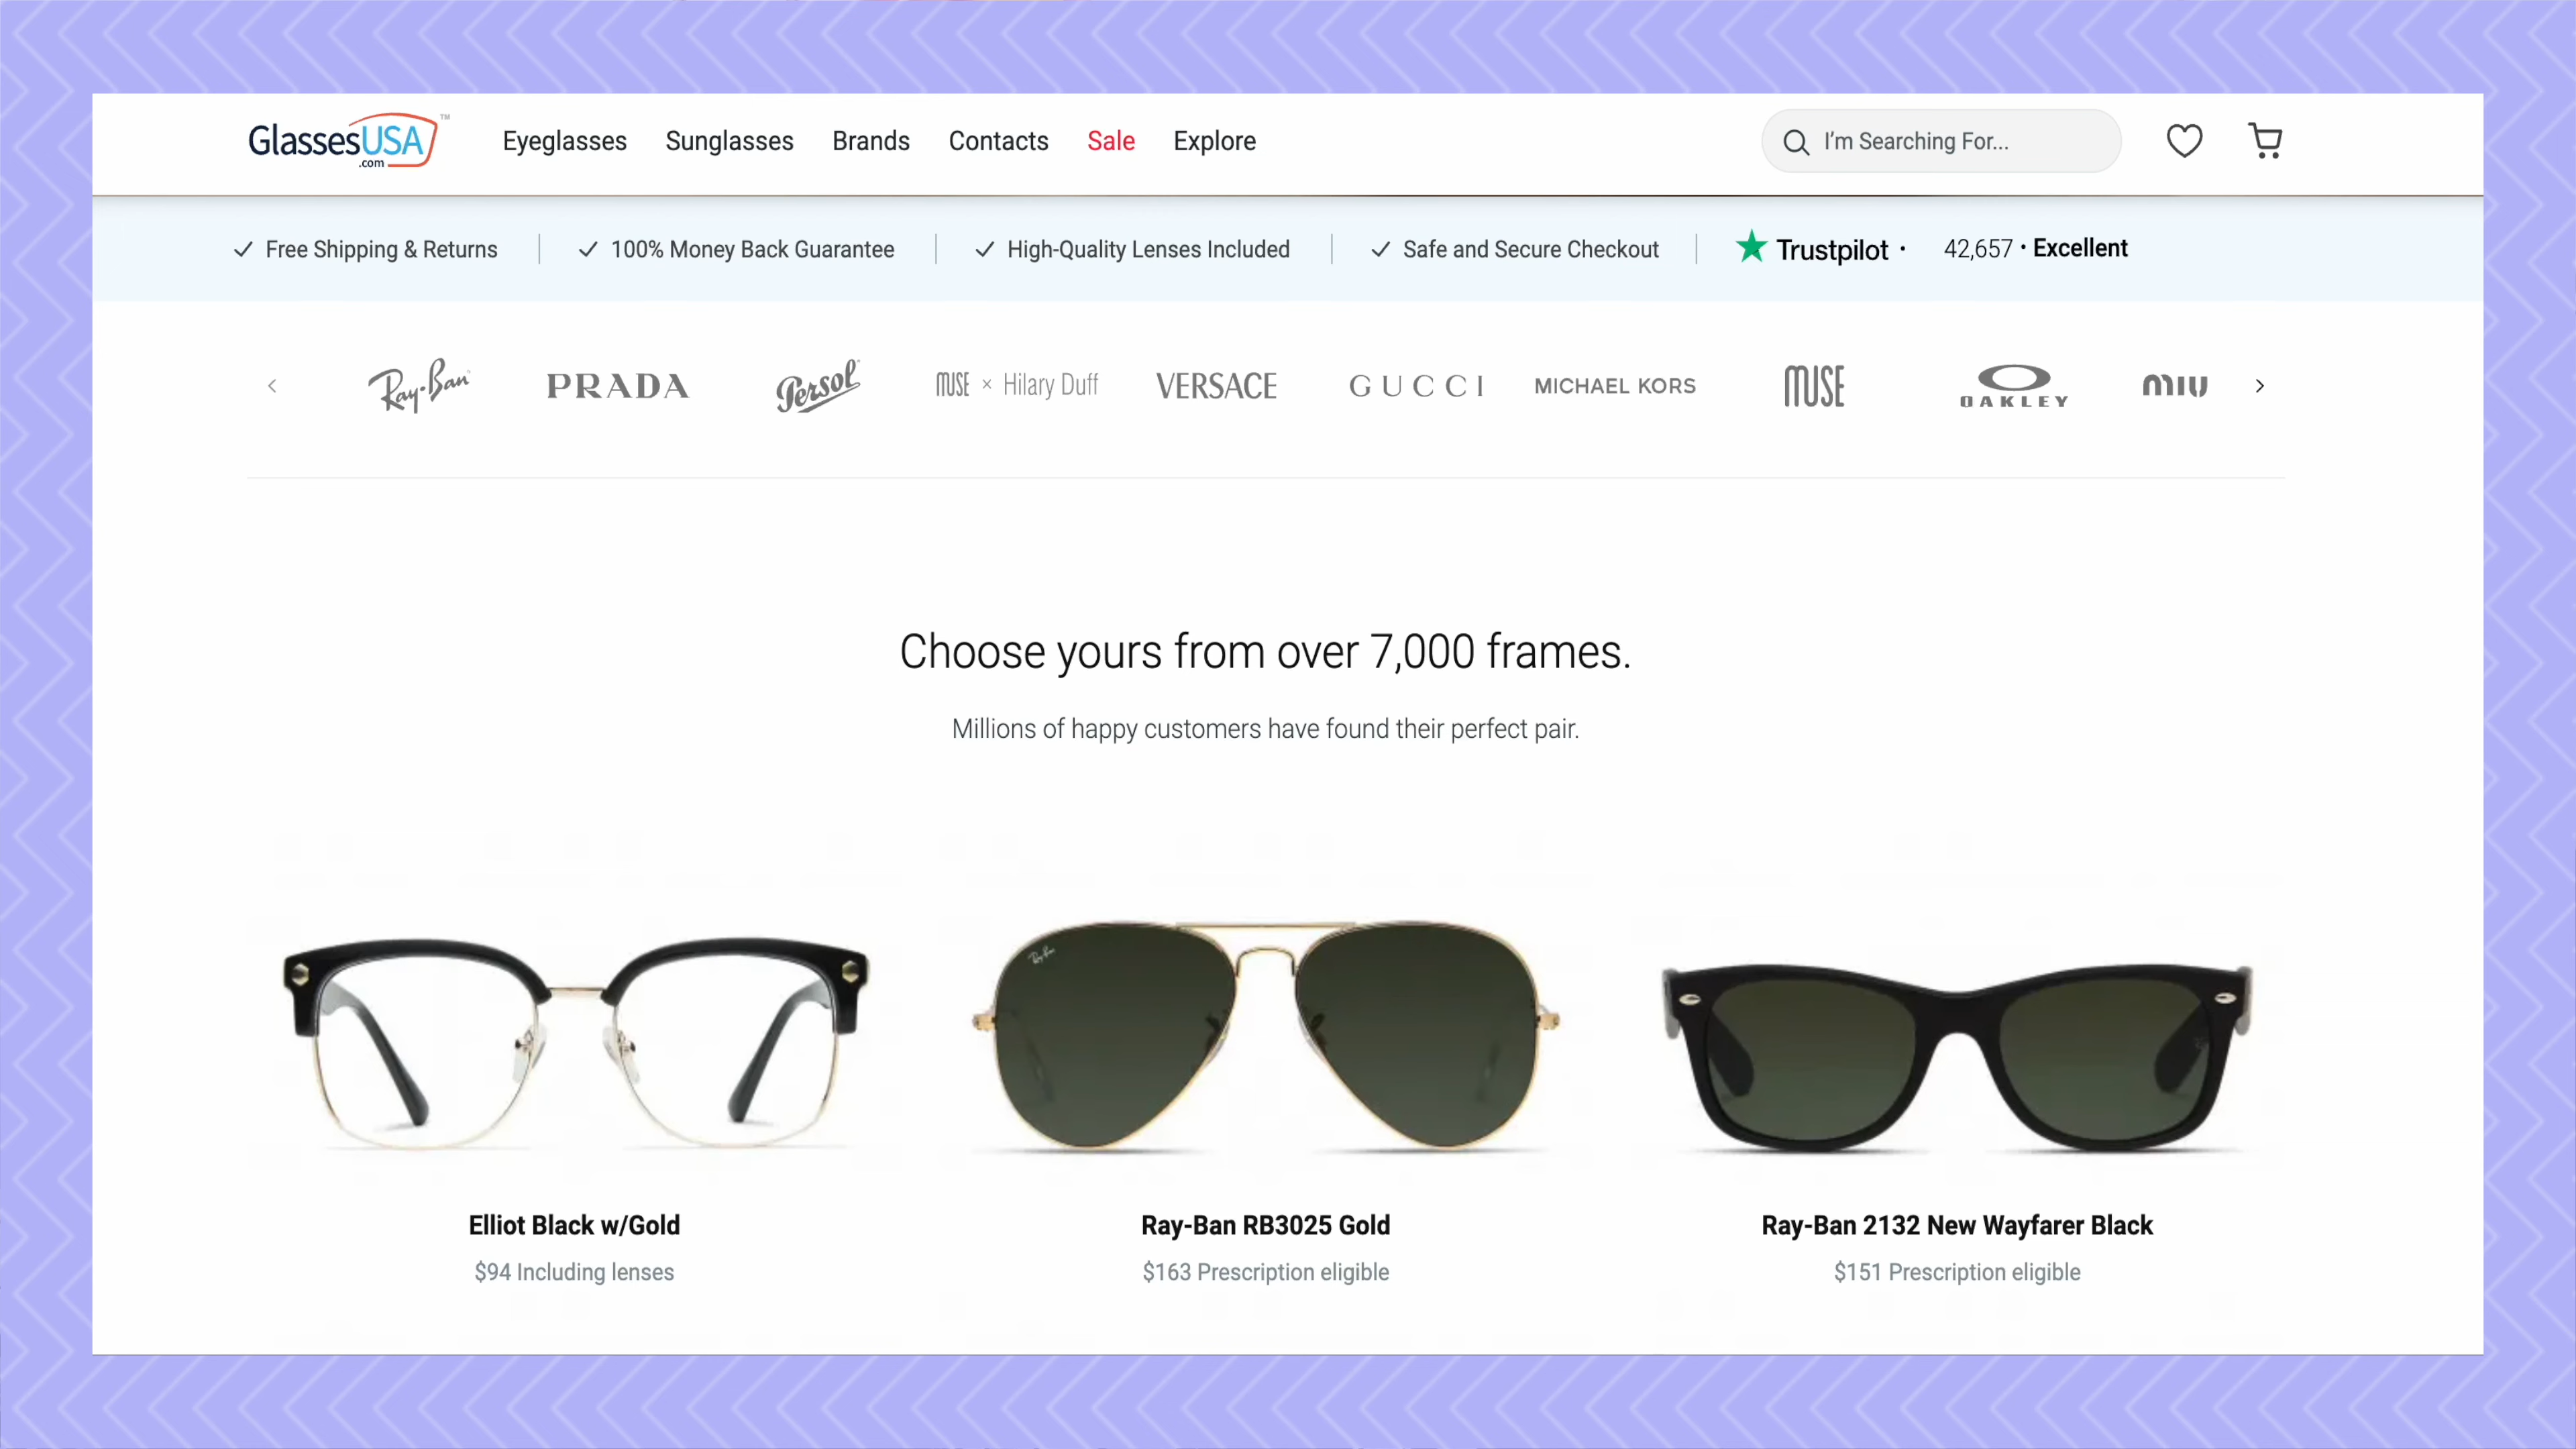 GlassesUSA.com™
Eyeglasses Sunglasses Brands Contacts Sale Explore
I'm Searching For...
Free Shipping & Returns
100% Money Back Guarantee
High-Quality Lenses Included
Safe and Secure Checkout
Trustpilot · 42,657 · Excellent
Ray-Ban
PRADA
Persol
MUSE × Hilary Duff
VERSACE
GUCCI
MICHAEL KORS
MUSE
OAKLEY
miu
Choose yours from over 7,000 frames.
Millions of happy customers have found their perfect pair.
Ray-Ban
Elliot Black w/Gold
$94 Including lenses
Ray-Ban RB3025 Gold
$163 Prescription eligible
Ray-Ban 2132 New Wayfarer Black
$151 Prescription eligible